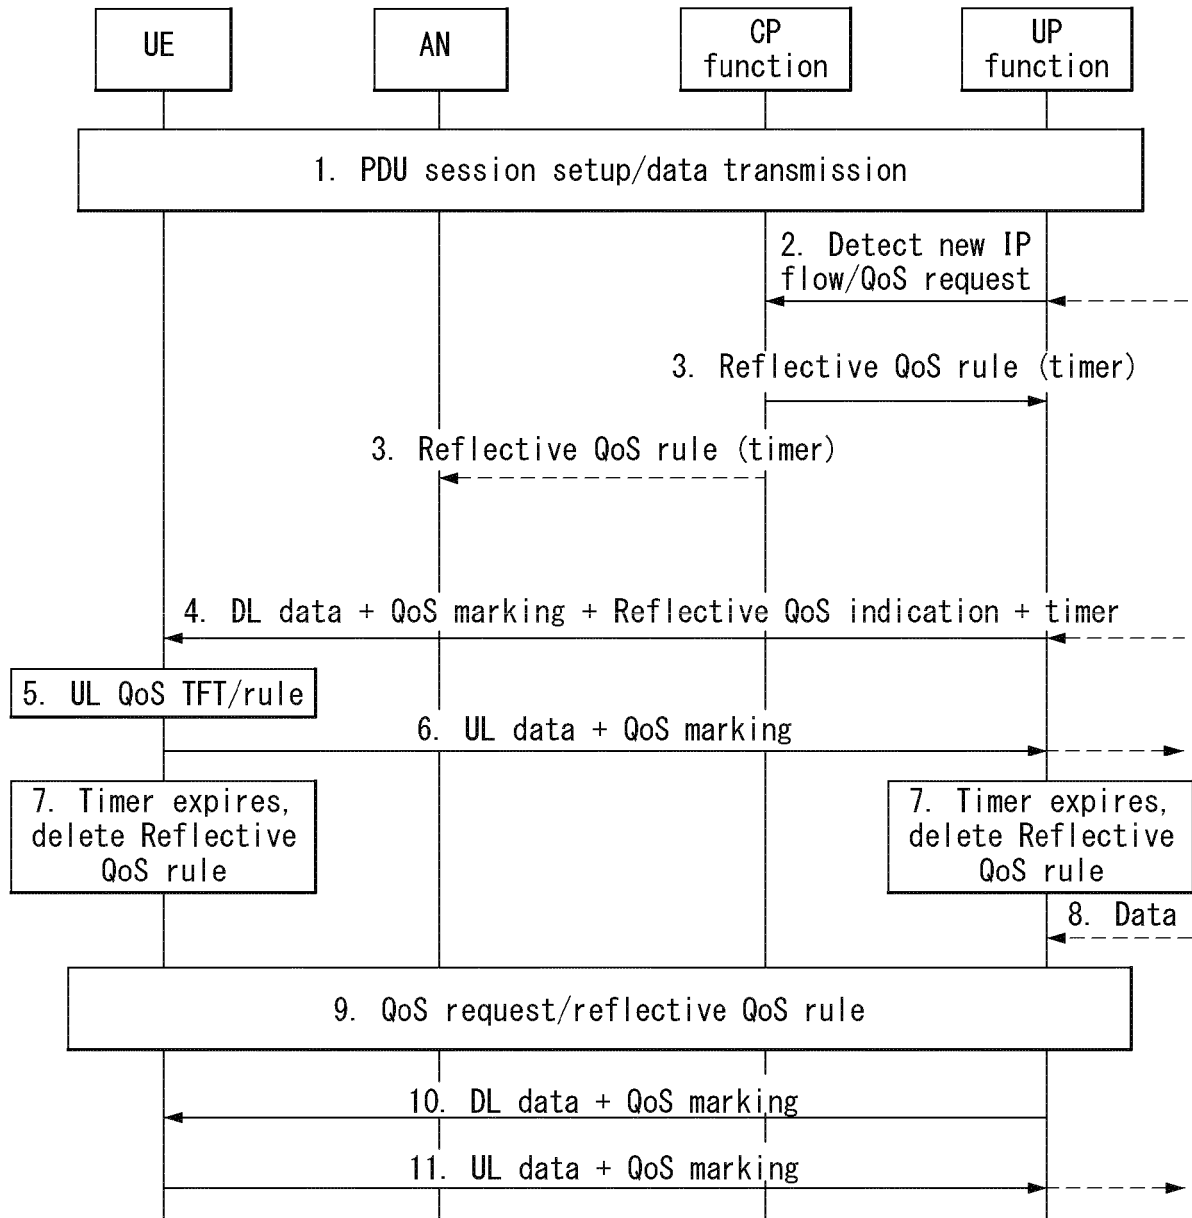 UE
AN
CP
function
UP
function
1. PDU session setup/data transmission
2. Detect new IP
flow/QoS request
3. Reflective QoS rule (timer)
3. Reflective QoS rule (timer)
4. DL data + QoS marking + Reflective QoS indication + timer
5. UL QoS TFT/rule
6. UL data + QoS marking
7. Timer expires,
delete Reflective
QoS rule
7. Timer expires,
delete Reflective
QoS rule
8. Data
9. QoS request/reflective QoS rule
10. DL data + QoS marking
11. UL data + QoS marking